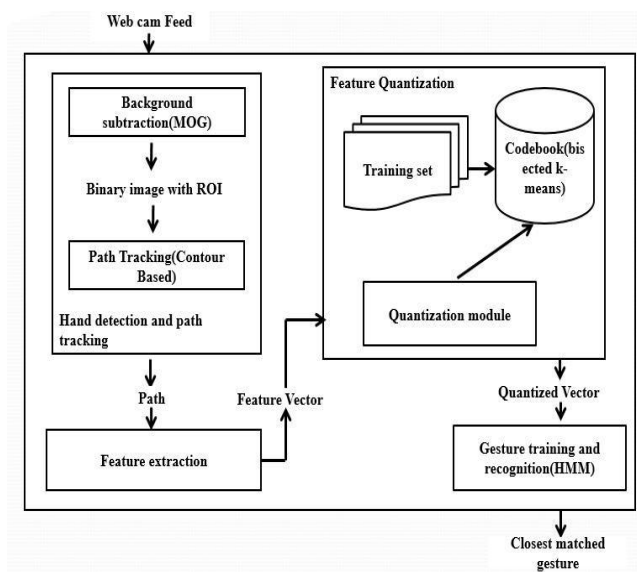 Web cam Feed
Background
subtraction(MOG)
Binary image with ROI
Path Tracking(Contour
Based)
Hand detection and path
tracking
Path
Feature extraction
Feature Vector
Feature Quantization
Training set
Codebook(bis
ected k-
means)
Quantization module
Quantized Vector
Gesture training and
recognition(HMM)
Closest matched
gesture